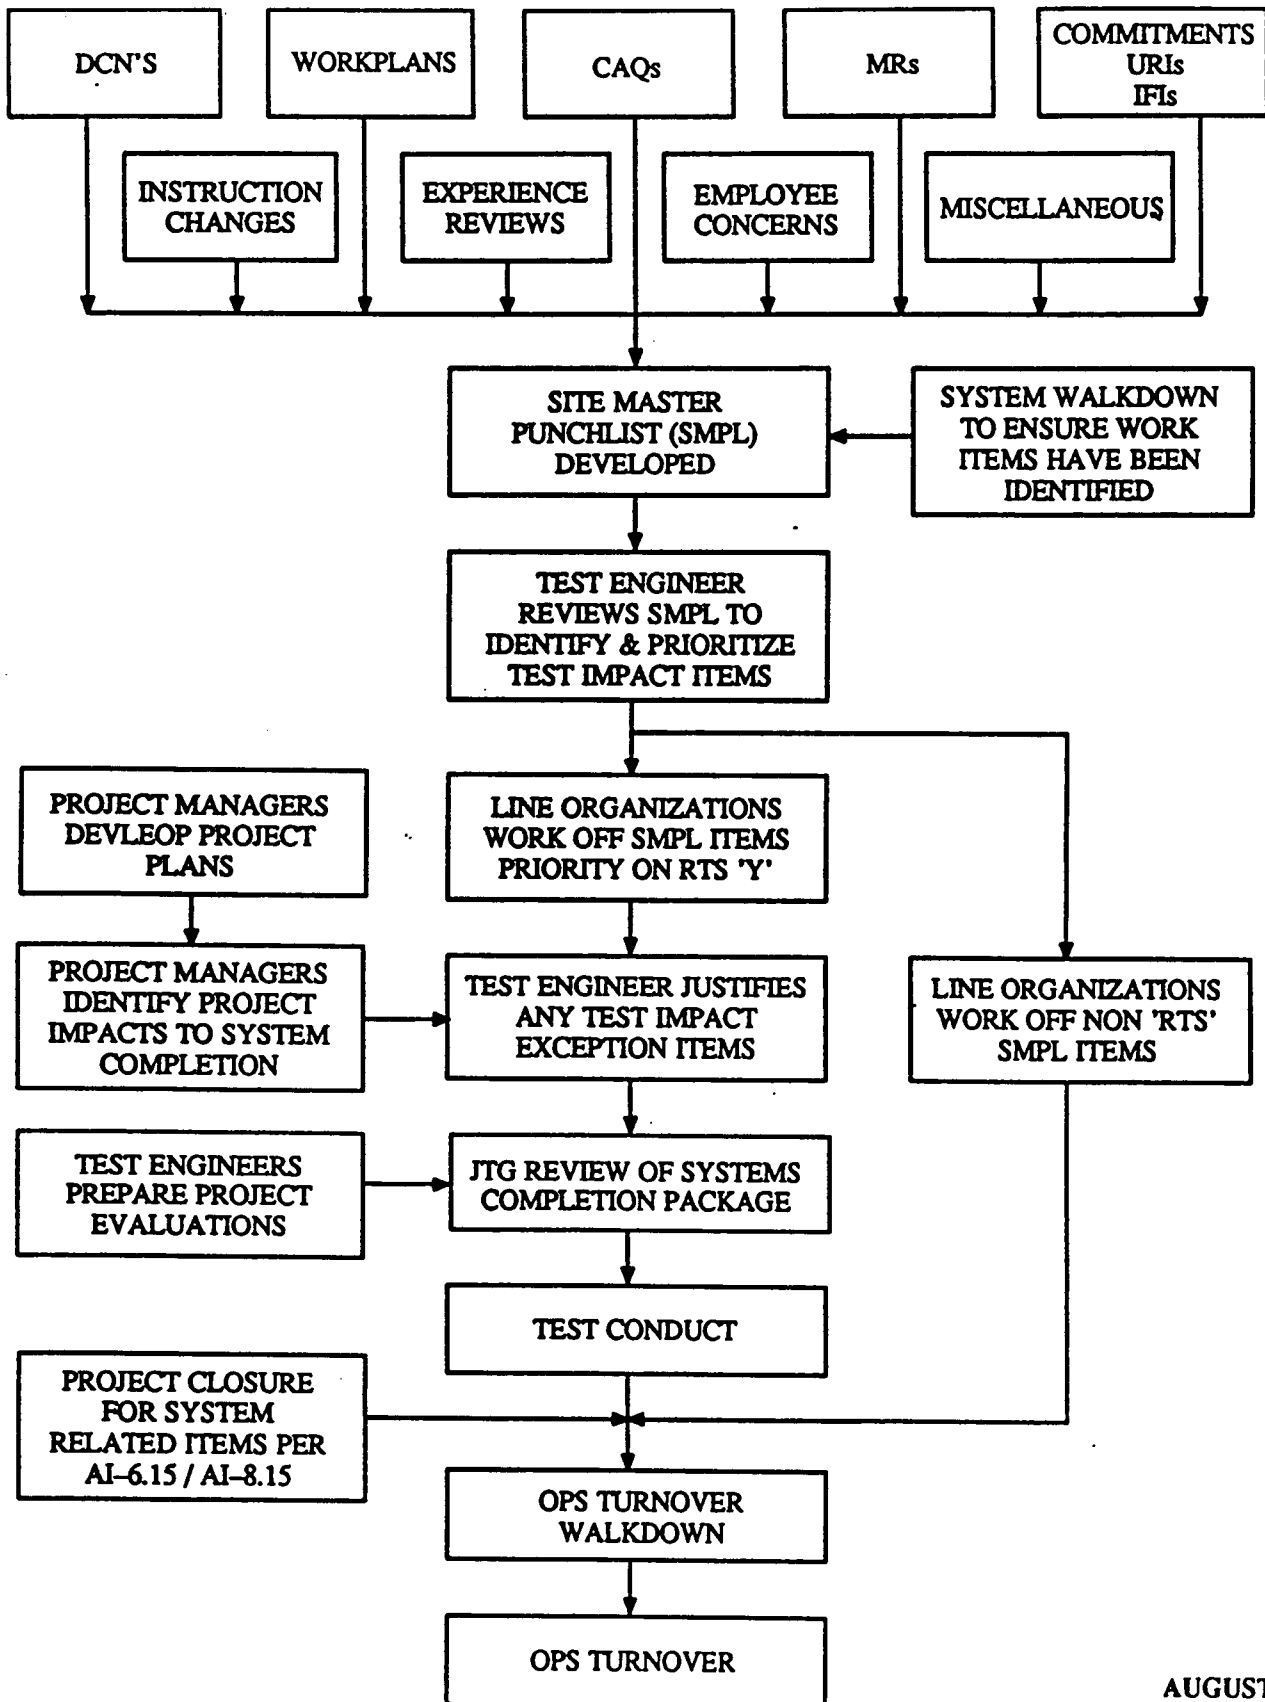 DCN'S
WORKPLANS
CAQs
MRs
COMMITMENTS
URIs
IFIs
INSTRUCTION
CHANGES
EXPERIENCE
REVIEWS
EMPLOYEE
CONCERNS
MISCELLANEOUS
SITE MASTER
PUNCHLIST (SMPL)
DEVELOPED
SYSTEM WALKDOWN
TO ENSURE WORK
ITEMS HAVE BEEN
IDENTIFIED
TEST ENGINEER
REVIEWS SMPL TO
IDENTIFY & PRIORITIZE
TEST IMPACT ITEMS
PROJECT MANAGERS
DEVLEOP PROJECT
PLANS
LINE ORGANIZATIONS
WORK OFF SMPL ITEMS
PRIORITY ON RTS 'Y'
PROJECT MANAGERS
IDENTIFY PROJECT
IMPACTS TO SYSTEM
COMPLETION
TEST ENGINEER JUSTIFIES
ANY TEST IMPACT
EXCEPTION ITEMS
LINE ORGANIZATIONS
WORK OFF NON 'RTS'
SMPL ITEMS
TEST ENGINEERS
PREPARE PROJECT
EVALUATIONS
JTG REVIEW OF SYSTEMS
COMPLETION PACKAGE
TEST CONDUCT
PROJECT CLOSURE
FOR SYSTEM
RELATED ITEMS PER
AI–6.15 / AI–8.15
OPS TURNOVER
WALKDOWN
OPS TURNOVER
AUGUST